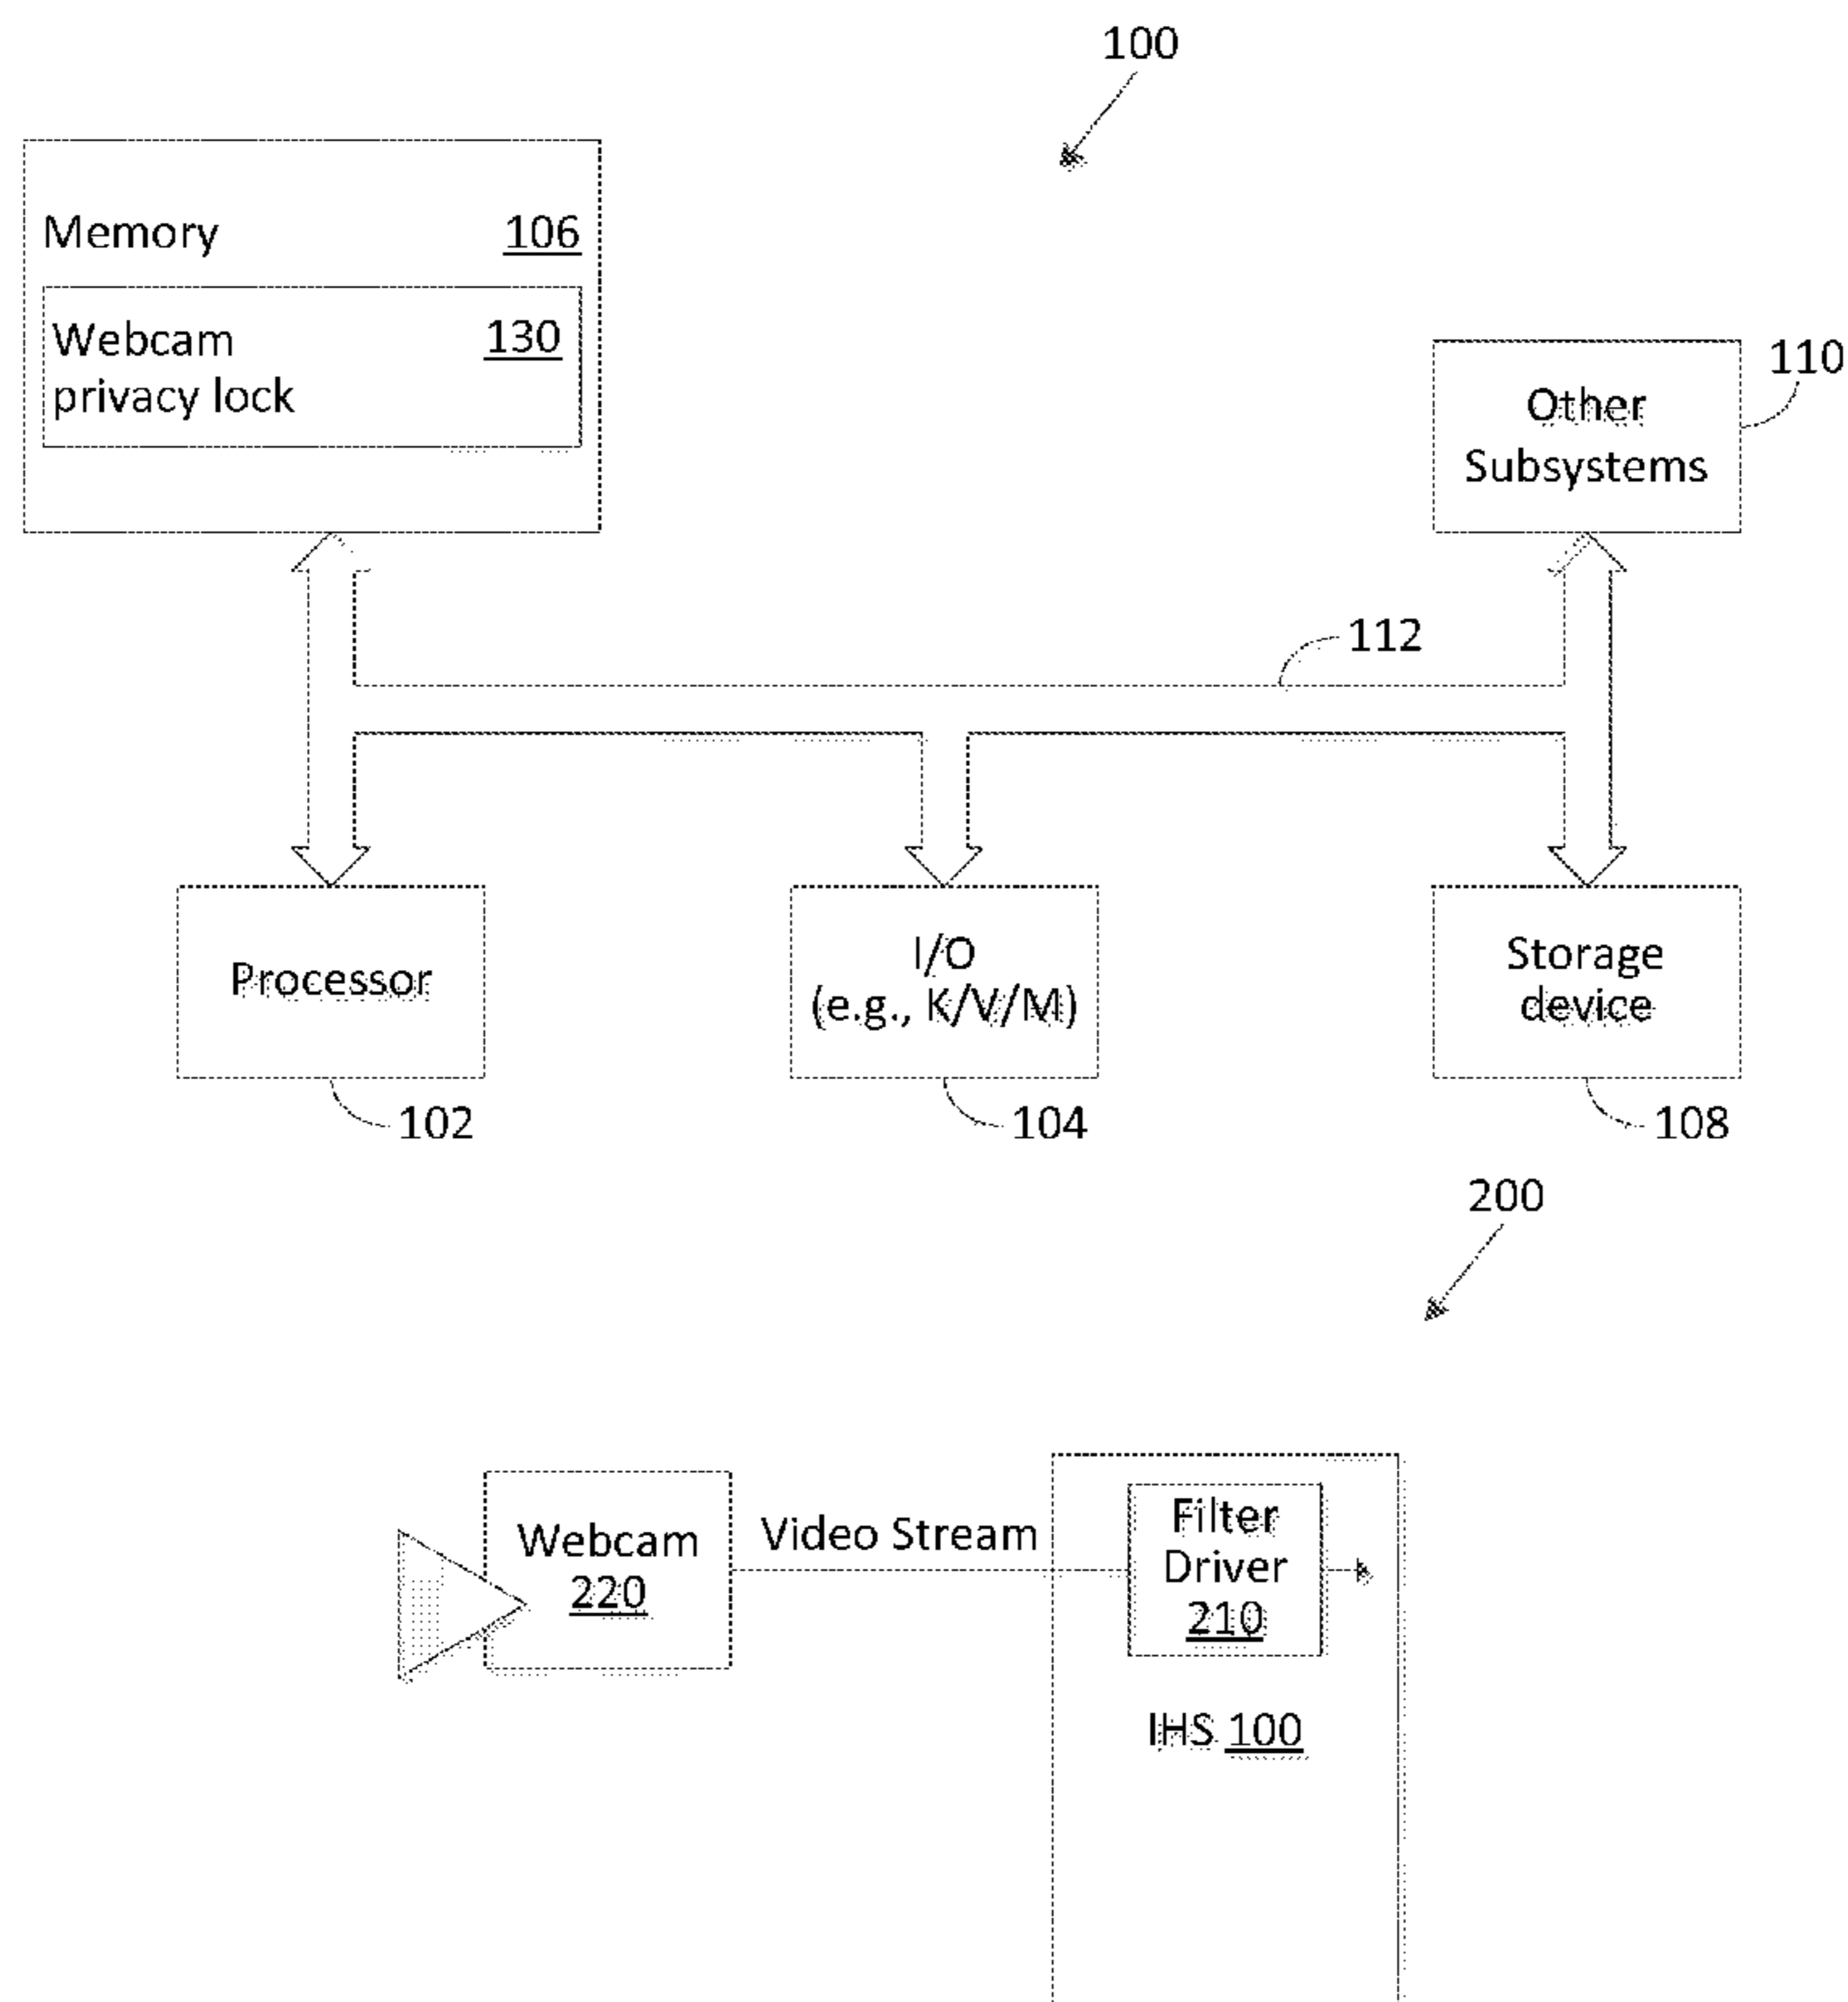 100
Memory 106
Webcam 130
privacy lock
110
Other
Subsystems
112
Processor
I/O
(e.g., K/V/M)
Storage
device
102
104
108
200
Webcam
220
Video Stream
Filter
Driver
210
IHS 100